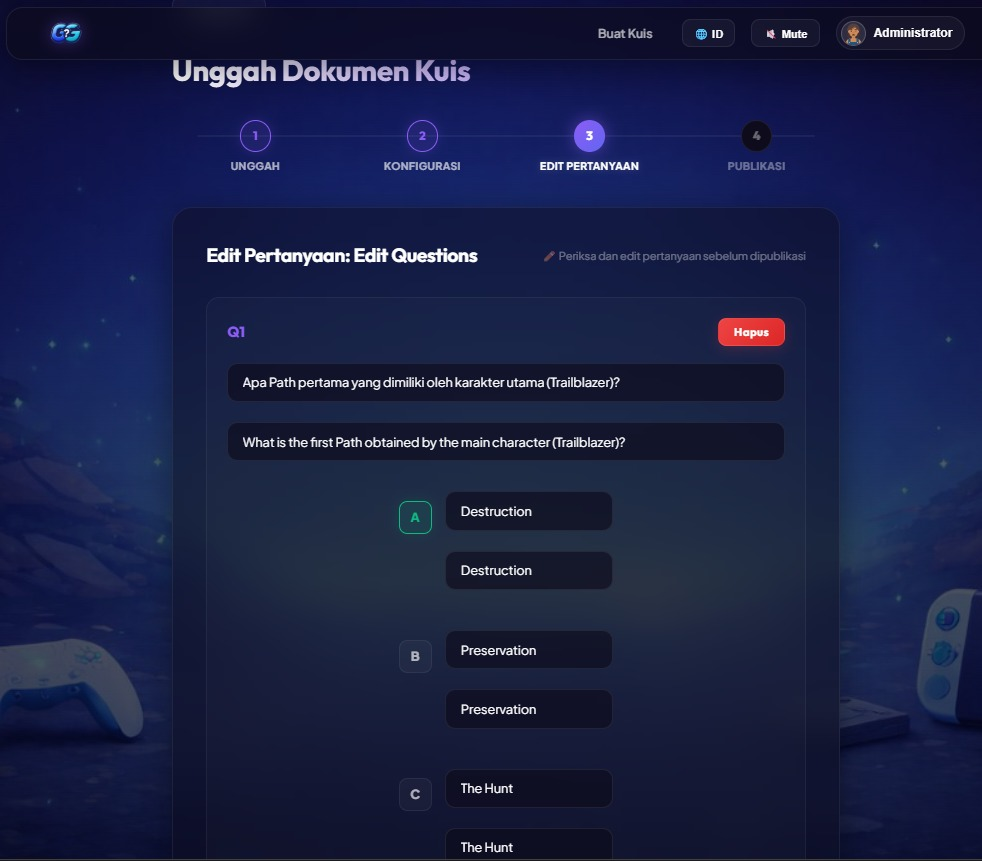 G?G
Buat Kuis
ID
Mute
Administrator
Unggah Dokumen Kuis
1
2
3
4
UNGGAH
KONFIGURASI
EDIT PERTANYAAN
PUBLIKASI
Edit Pertanyaan: Edit Questions
Periksa dan edit pertanyaan sebelum dipublikasi
Q1
Hapus
Apa Path pertama yang dimiliki oleh karakter utama (Trailblazer)?
What is the first Path obtained by the main character (Trailblazer)?
A
Destruction
Destruction
B
Preservation
Preservation
C
The Hunt
The Hunt